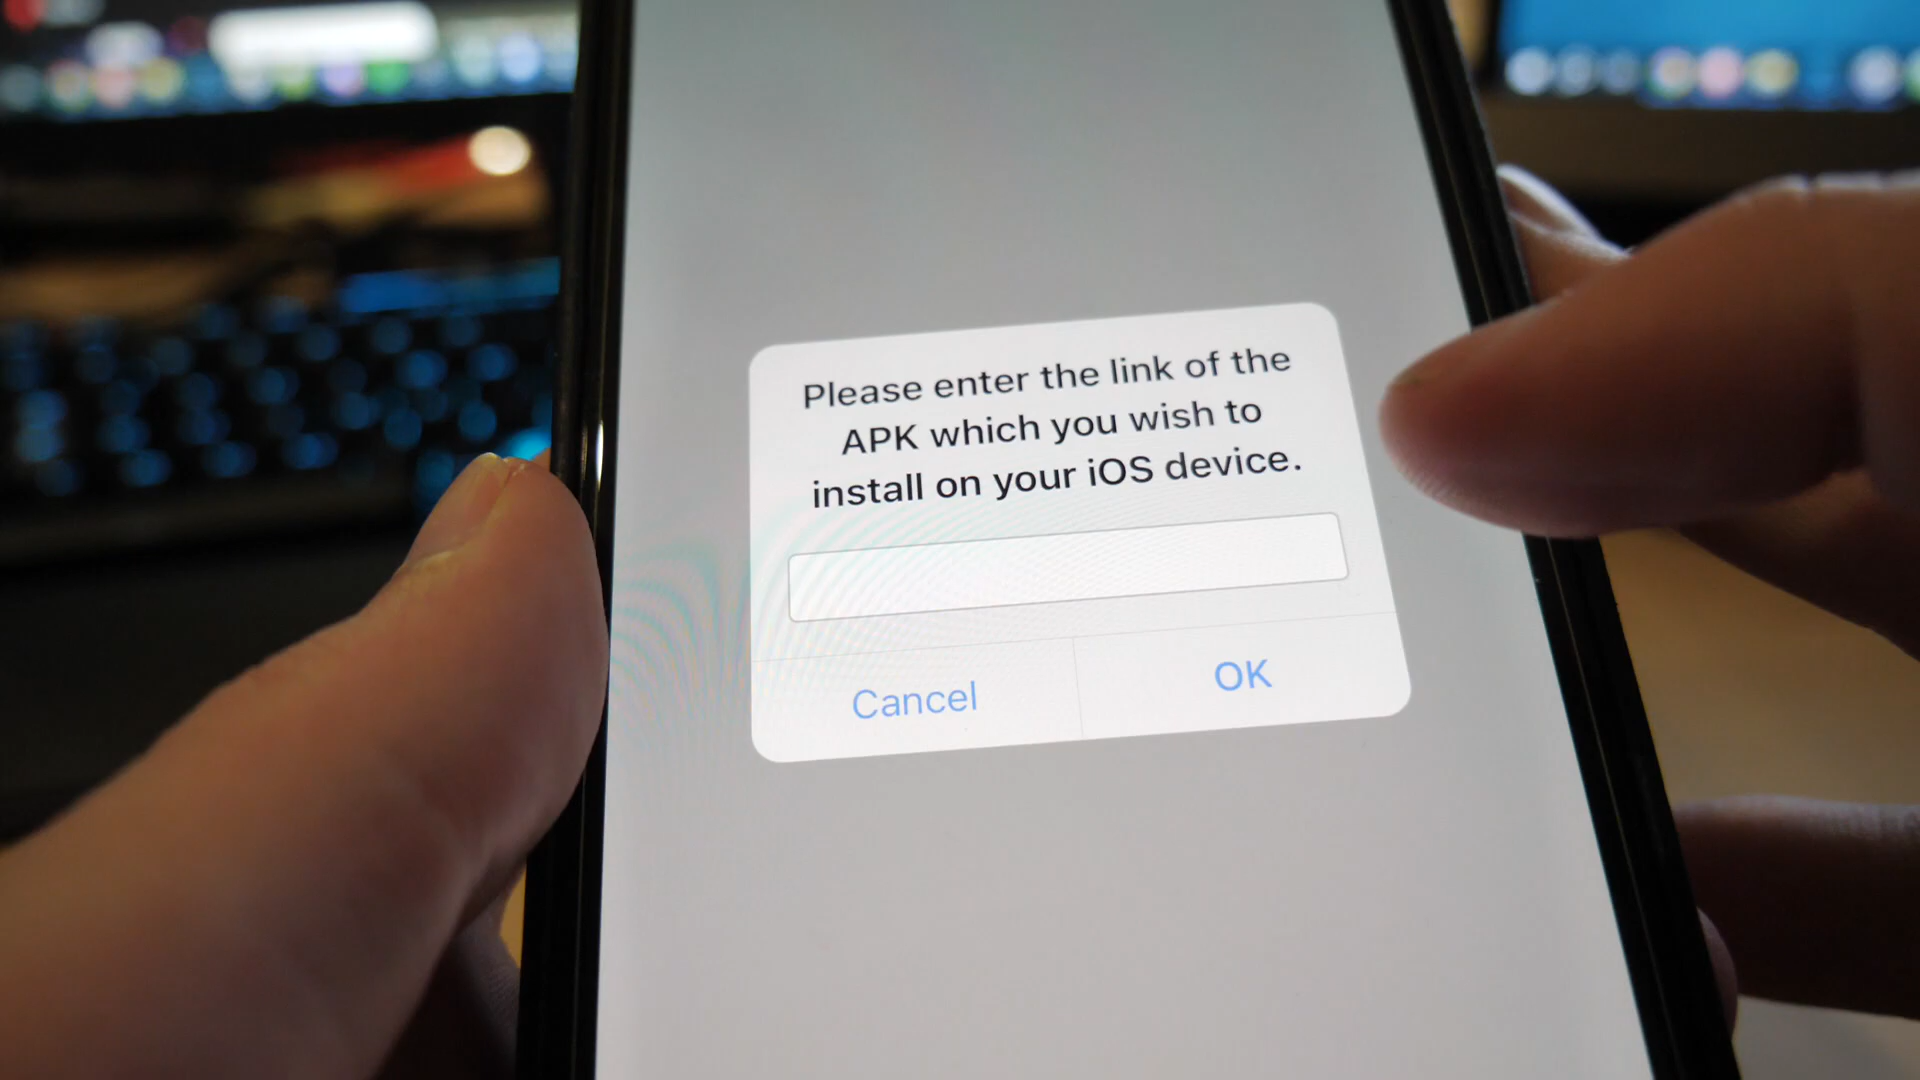 Please enter the link of the
APK which you wish to
install on your iOS device.
Cancel
OK